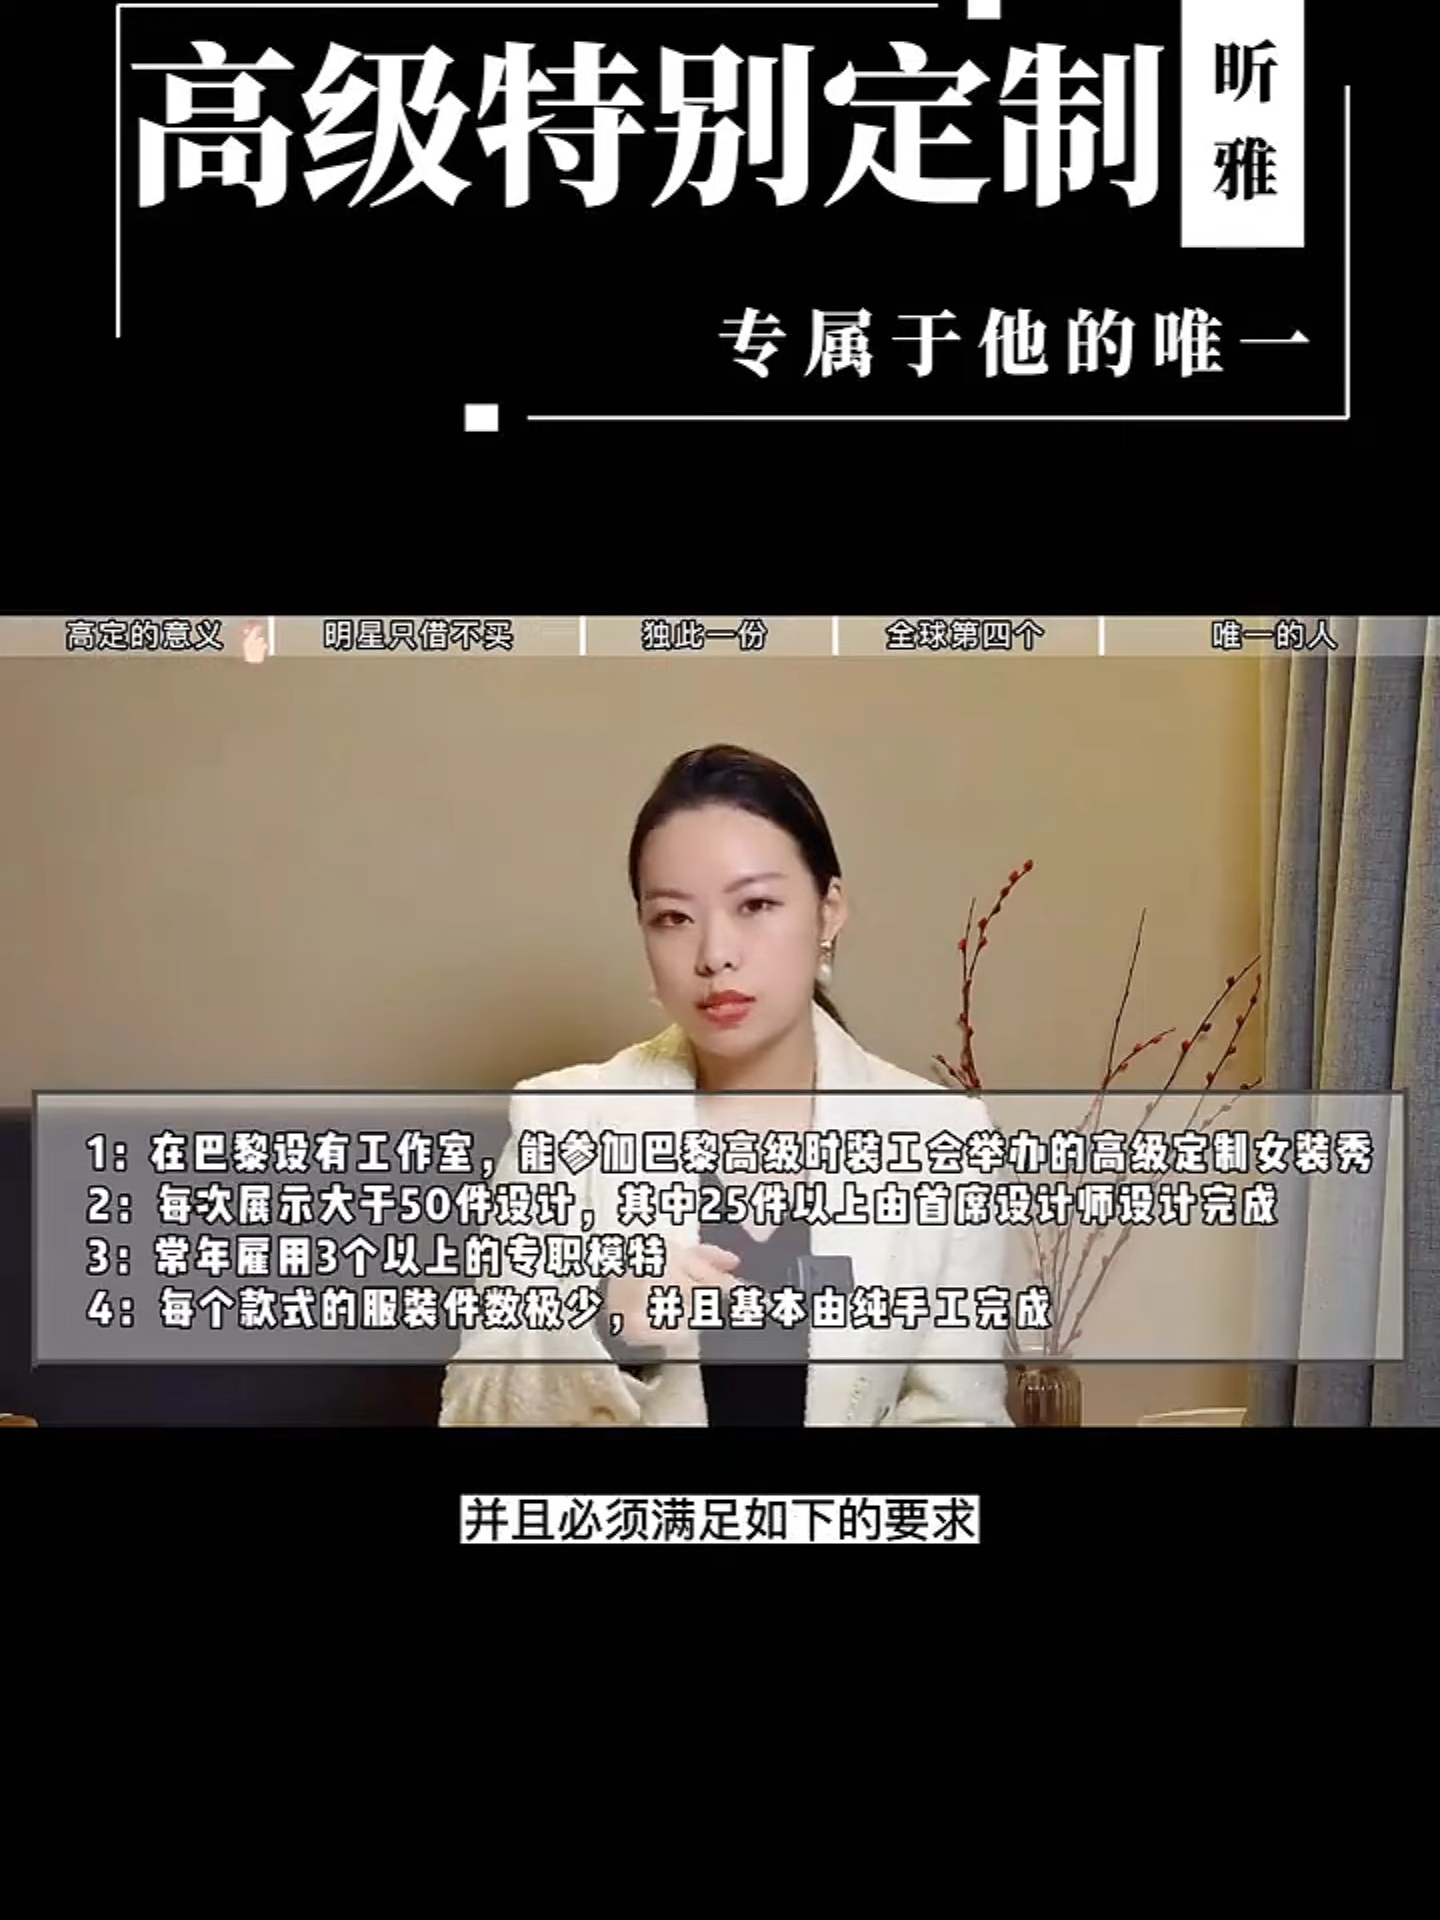 高级特别定制
昕雅
专属于他的唯一
高定的意义
明星只借不买
独此一份
全球第四个
唯一的人
1：在巴黎设有工作室，能参加巴黎高级时装工会举办的高级定制女装秀
2：每次展示大于50件设计，其中25件以上由首席设计师设计完成
3：常年雇用3个以上的专职模特
4：每个款式的服装件数极少，并且基本由纯手工完成
并且必须满足如下的要求